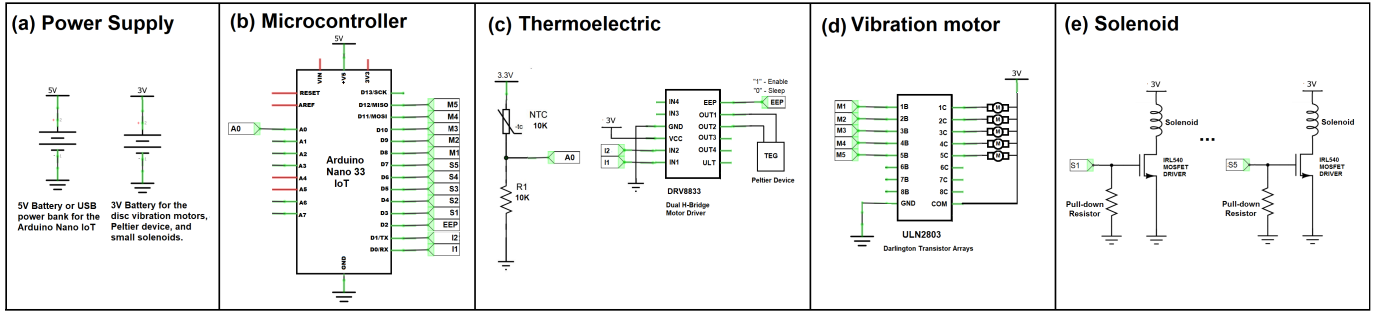 (a) Power Supply
5V
3V
5V Battery or USB
power bank for the
Arduino Nano IoT
3V Battery for the
disc vibration motors,
Peltier device, and
small solenoids.
(b) Microcontroller
5V
VIN
+V5
3V3
RESET
AREF
A0
A0
A1
A2
A3
A4
A5
A6
A7
Arduino
Nano 33
IoT
D13/SCK
D12/MISO
D11/MOSI
D10
D9
D8
D7
D6
D5
D4
D3
D2
D1/TX
D0/RX
GND
M5
M4
M3
M2
M1
S5
S4
S3
S2
S1
EEP
I2
I1
(c) Thermoelectric
3.3V
-tc
NTC
10K
A0
R1
10K
"1" - Enable
"0" - Sleep
3V
I2
I1
IN4
IN3
GND
VCC
IN2
IN1
EEP
OUT1
OUT2
OUT3
OUT4
ULT
EEP
TEG
Peltier Device
DRV8833
Dual H-Bridge
Motor Driver
(d) Vibration motor
3V
M1
M2
M3
M4
M5
1B
2B
3B
4B
5B
6B
7B
8B
GND
1C
2C
3C
4C
5C
6C
7C
8C
COM
M
M
M
M
M
ULN2803
Darlington Transistor Arrays
(e) Solenoid
3V
Solenoid
S1
IRL540
MOSFET
DRIVER
Pull-down
Resistor
...
3V
Solenoid
S5
IRL540
MOSFET
DRIVER
Pull-down
Resistor